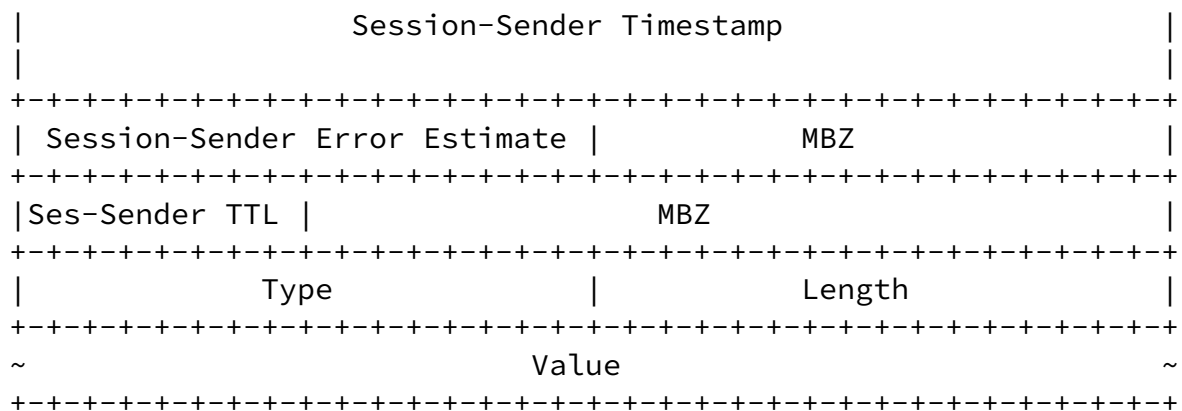 |                  Session-Sender Timestamp                     |
|                                                               |
+-+-+-+-+-+-+-+-+-+-+-+-+-+-+-+-+-+-+-+-+-+-+-+-+-+-+-+-+-+-+-+-+
| Session-Sender Error Estimate |           MBZ                 |
+-+-+-+-+-+-+-+-+-+-+-+-+-+-+-+-+-+-+-+-+-+-+-+-+-+-+-+-+-+-+-+-+
|Ses-Sender TTL |                   MBZ                         |
+-+-+-+-+-+-+-+-+-+-+-+-+-+-+-+-+-+-+-+-+-+-+-+-+-+-+-+-+-+-+-+-+
|             Type              |           Length              |
+-+-+-+-+-+-+-+-+-+-+-+-+-+-+-+-+-+-+-+-+-+-+-+-+-+-+-+-+-+-+-+-+
~                            Value                              ~
+-+-+-+-+-+-+-+-+-+-+-+-+-+-+-+-+-+-+-+-+-+-+-+-+-+-+-+-+-+-+-+-+